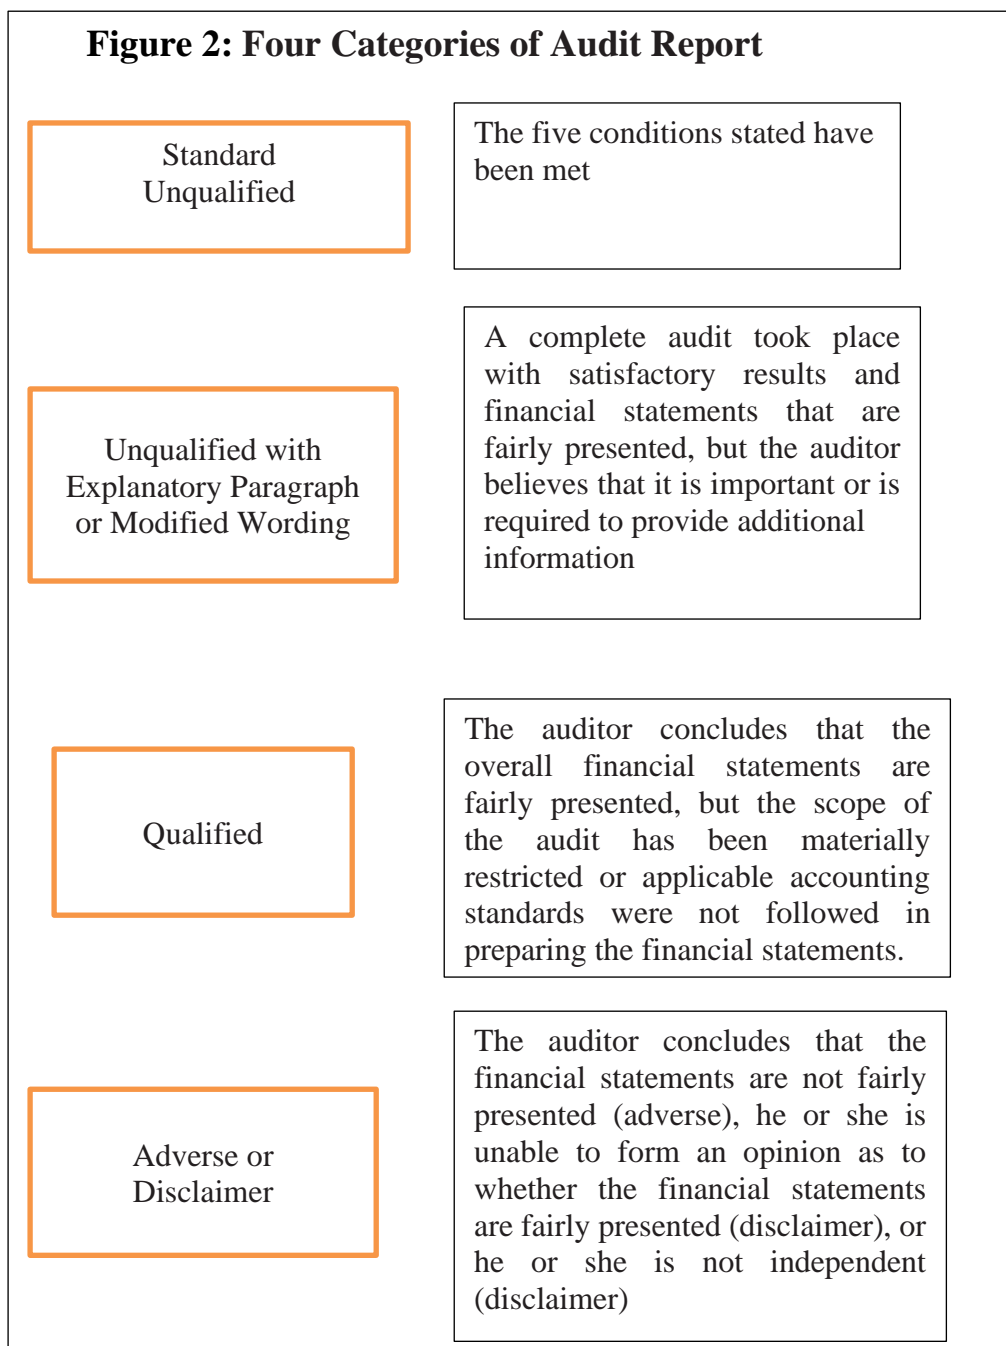 Figure 2: Four Categories of Audit Report
Standard
Unqualified
The five conditions stated have
been met
Unqualified with
Explanatory Paragraph
or Modified Wording
A complete audit took place
with satisfactory results and
financial statements that are
fairly presented, but the auditor
believes that it is important or is
required to provide additional
information
Qualified
The auditor concludes that the
overall financial statements are
fairly presented, but the scope of
the audit has been materially
restricted or applicable accounting
standards were not followed in
preparing the financial statements.
Adverse or
Disclaimer
The auditor concludes that the
financial statements are not fairly
presented (adverse), he or she is
unable to form an opinion as to
whether the financial statements
are fairly presented (disclaimer), or
he or she is not independent
(disclaimer)